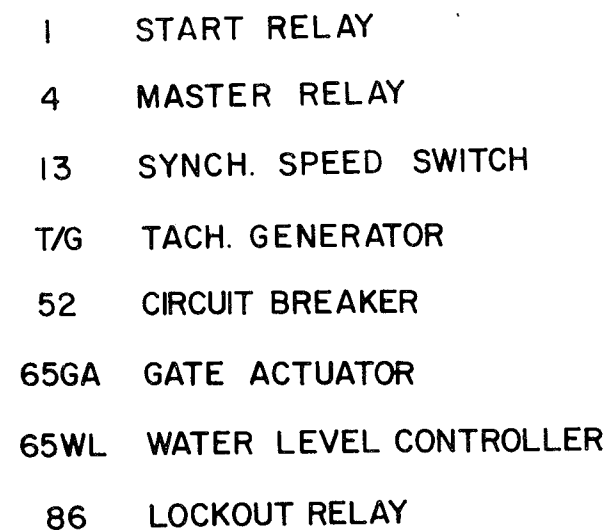 1 START RELAY
4 MASTER RELAY
13 SYNCH. SPEED SWITCH
T/G TACH. GENERATOR
52 CIRCUIT BREAKER
65GA GATE ACTUATOR
65WL WATER LEVEL CONTROLLER
86 LOCKOUT RELAY